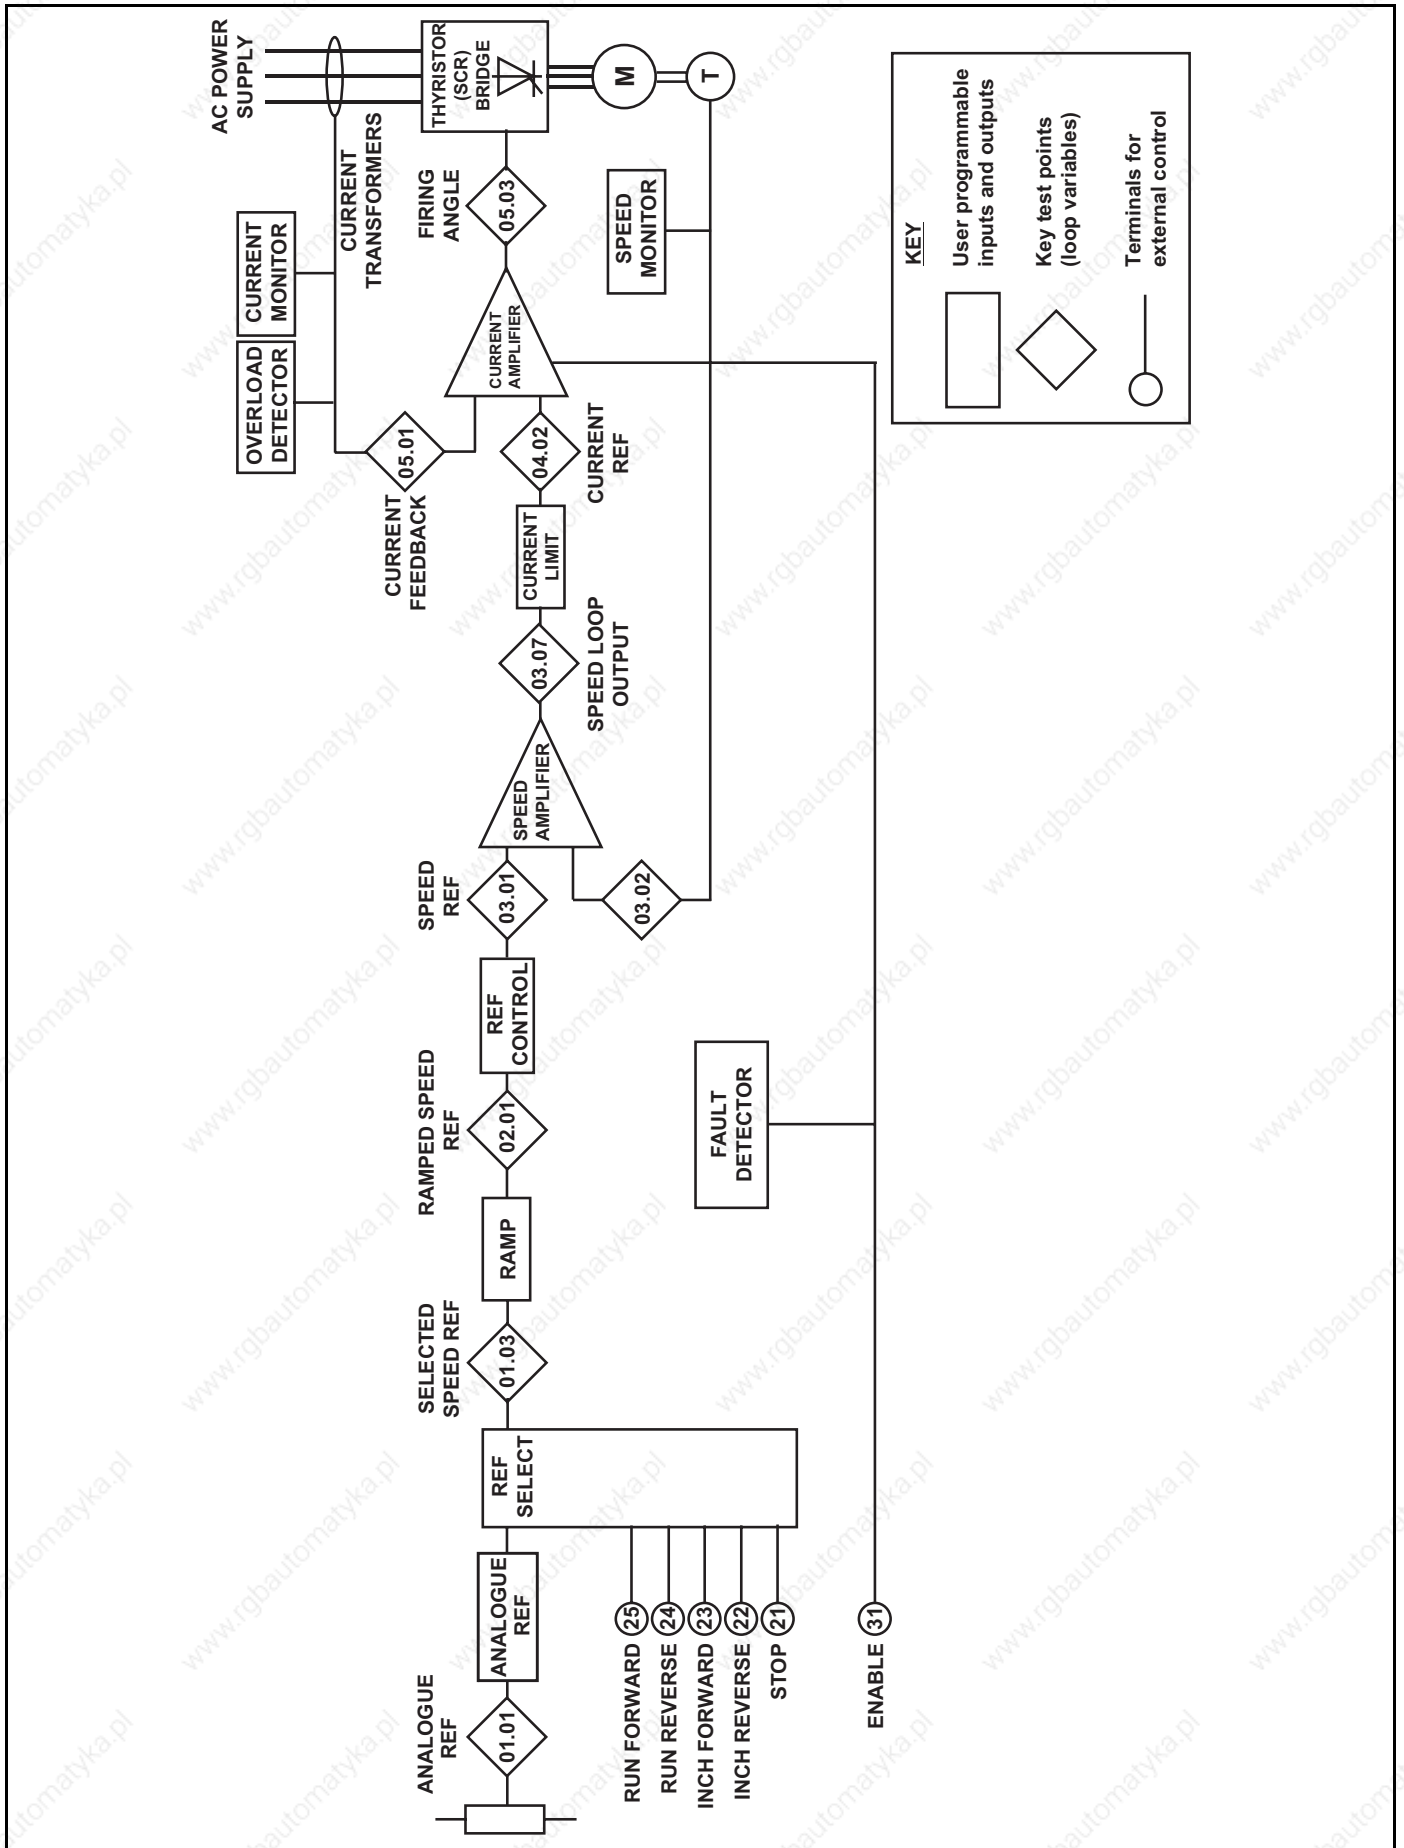 ANALOGUE
REF
01.01
ANALOGUE
REF
REF
SELECT
RUN FORWARD 25
RUN REVERSE 24
INCH FORWARD 23
INCH REVERSE 22
STOP 21
ENABLE 31
SELECTED
SPEED REF
01.03
RAMP
RAMPED SPEED
REF
02.01
REF
CONTROL
SPEED
REF
03.01
03.02
SPEED
AMPLIFIER
FAULT
DETECTOR
03.07
SPEED LOOP
OUTPUT
CURRENT
LIMIT
04.02
CURRENT
REF
CURRENT
FEEDBACK
05.01
OVERLOAD
DETECTOR
CURRENT
MONITOR
CURRENT
TRANSFORMERS
CURRENT
AMPLIFIER
FIRING
ANGLE
05.03
SPEED
MONITOR
AC POWER
SUPPLY
THYRISTOR
(SCR)
BRIDGE
M
T
KEY
User programmable
inputs and outputs
Key test points
(loop variables)
Terminals for
external control
www.rgbautomatyka.pl